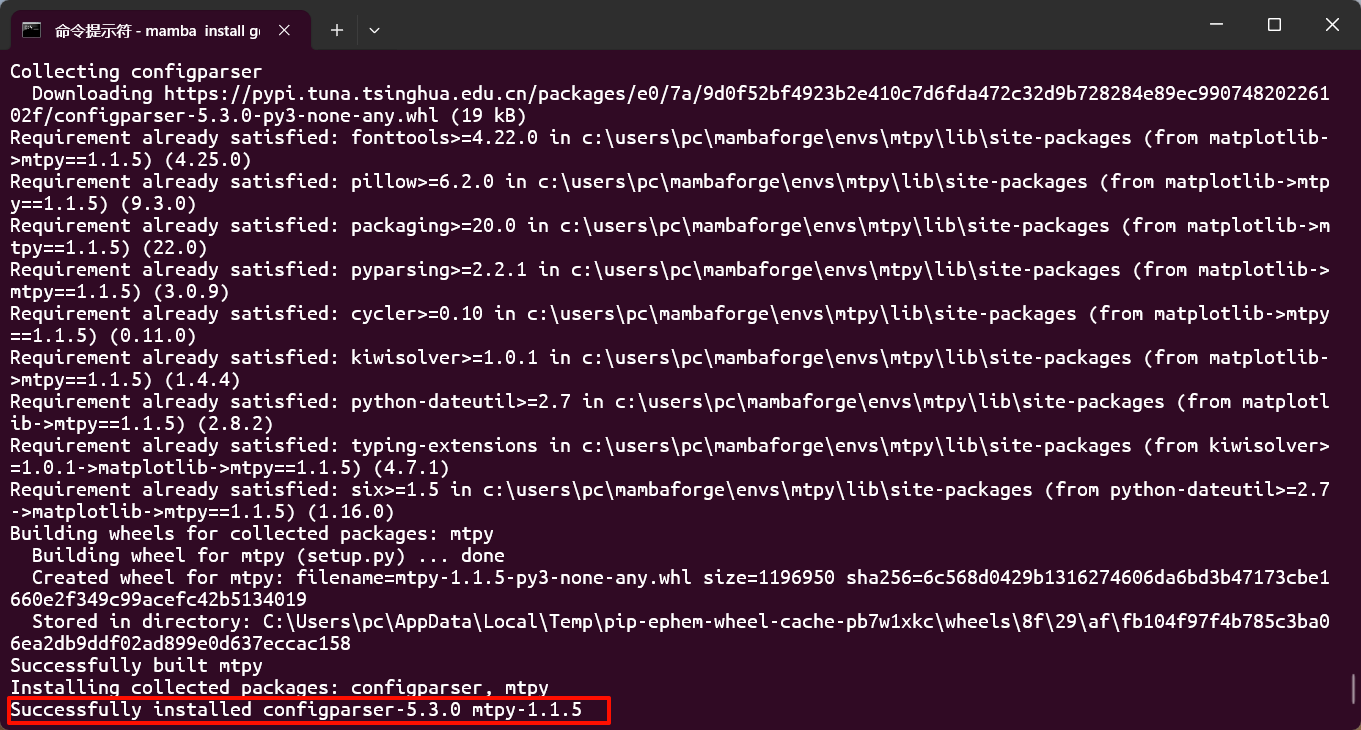 命令提示符 - mamba  install g
Collecting configparser
  Downloading https://pypi.tuna.tsinghua.edu.cn/packages/e0/7a/9d0f52bf4923b2e410c7d6fda472c32d9b728284e89ec990748202261
02f/configparser-5.3.0-py3-none-any.whl (19 kB)
Requirement already satisfied: fonttools>=4.22.0 in c:\users\pc\mambaforge\envs\mtpy\lib\site-packages (from matplotlib-
>mtpy==1.1.5) (4.25.0)
Requirement already satisfied: pillow>=6.2.0 in c:\users\pc\mambaforge\envs\mtpy\lib\site-packages (from matplotlib->mtp
y==1.1.5) (9.3.0)
Requirement already satisfied: packaging>=20.0 in c:\users\pc\mambaforge\envs\mtpy\lib\site-packages (from matplotlib->m
tpy==1.1.5) (22.0)
Requirement already satisfied: pyparsing>=2.2.1 in c:\users\pc\mambaforge\envs\mtpy\lib\site-packages (from matplotlib->
mtpy==1.1.5) (3.0.9)
Requirement already satisfied: cycler>=0.10 in c:\users\pc\mambaforge\envs\mtpy\lib\site-packages (from matplotlib->mtpy
==1.1.5) (0.11.0)
Requirement already satisfied: kiwisolver>=1.0.1 in c:\users\pc\mambaforge\envs\mtpy\lib\site-packages (from matplotlib-
>mtpy==1.1.5) (1.4.4)
Requirement already satisfied: python-dateutil>=2.7 in c:\users\pc\mambaforge\envs\mtpy\lib\site-packages (from matplotl
ib->mtpy==1.1.5) (2.8.2)
Requirement already satisfied: typing-extensions in c:\users\pc\mambaforge\envs\mtpy\lib\site-packages (from kiwisolver>
=1.0.1->matplotlib->mtpy==1.1.5) (4.7.1)
Requirement already satisfied: six>=1.5 in c:\users\pc\mambaforge\envs\mtpy\lib\site-packages (from python-dateutil>=2.7
->matplotlib->mtpy==1.1.5) (1.16.0)
Building wheels for collected packages: mtpy
  Building wheel for mtpy (setup.py) ... done
  Created wheel for mtpy: filename=mtpy-1.1.5-py3-none-any.whl size=1196950 sha256=6c568d0429b1316274606da6bd3b47173cbe1
660e2f349c99acefc42b5134019
  Stored in directory: C:\Users\pc\AppData\Local\Temp\pip-ephem-wheel-cache-pb7w1xkc\wheels\8f\29\af\fb104f97f4b785c3ba0
6ea2db9ddf02ad899e0d637eccac158
Successfully built mtpy
Installing collected packages: configparser, mtpy
Successfully installed configparser-5.3.0 mtpy-1.1.5